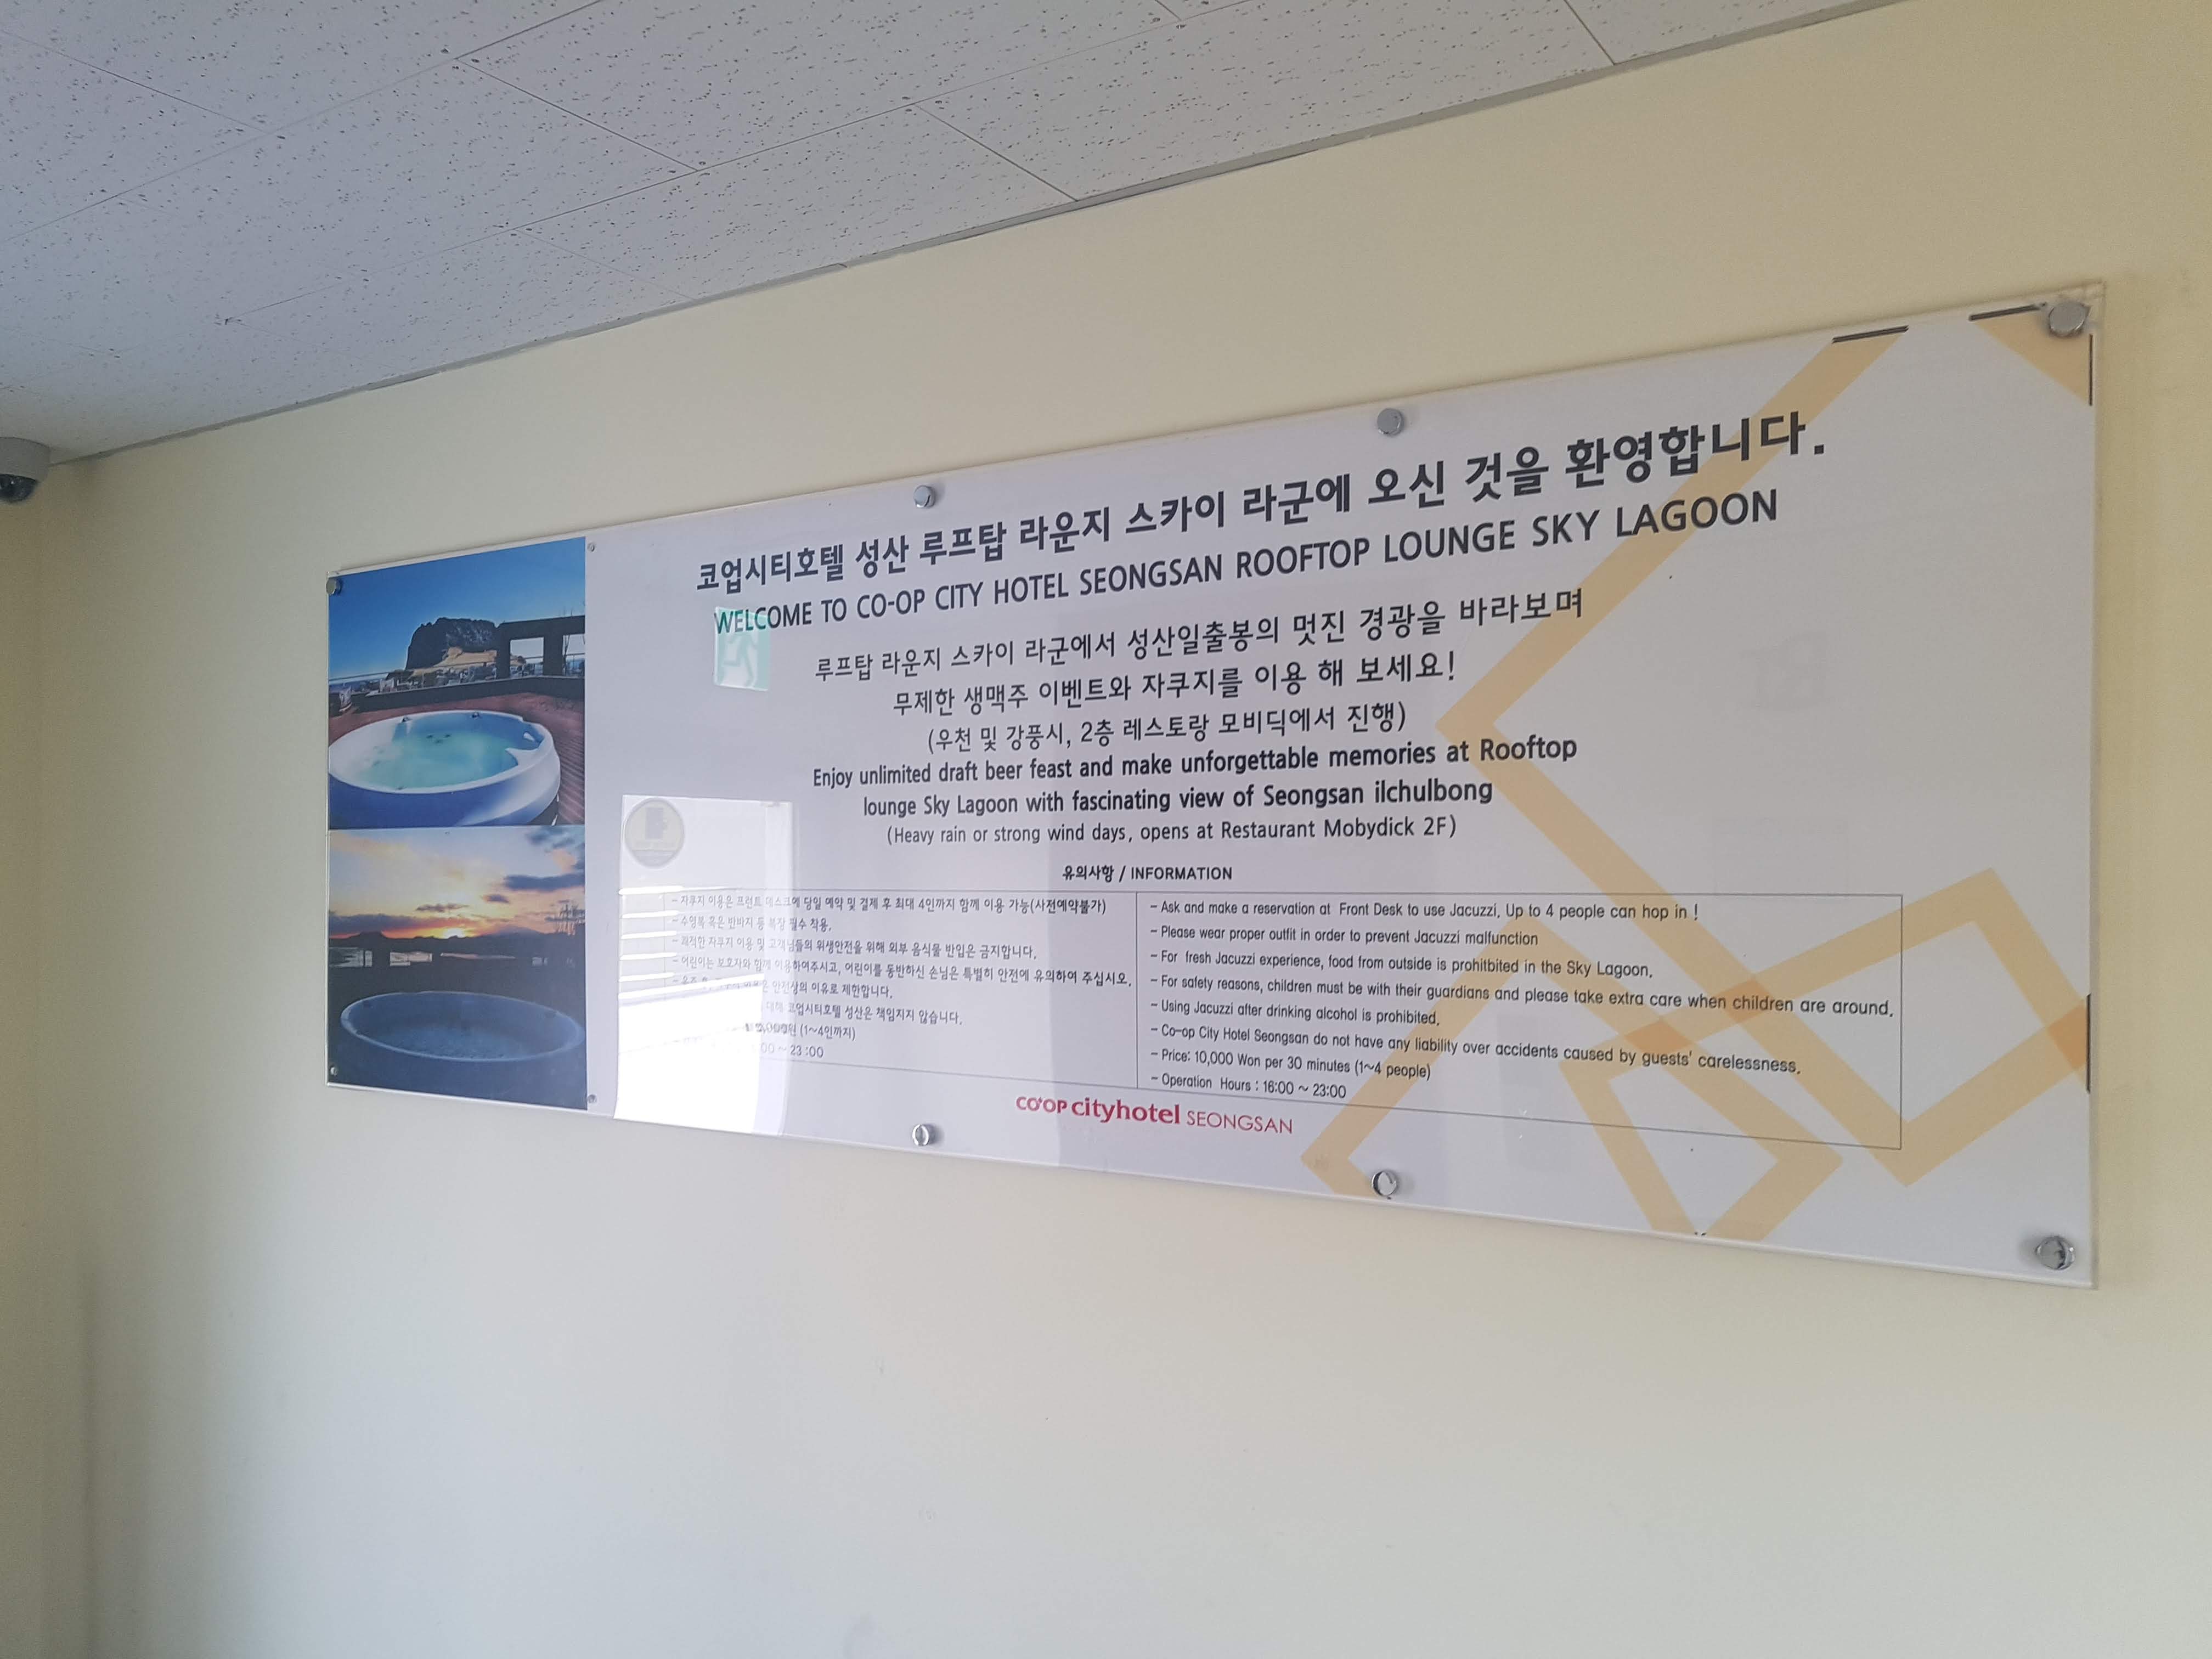 코업시티호텔 성산 루프탑 라운지 스카이 라군에 오신 것을 환영합니다.
WELCOME TO CO-OP CITY HOTEL SEONGSAN ROOFTOP LOUNGE SKY LAGOON
루프탑 라운지 스카이 라군에서 성산일출봉의 멋진 경광을 바라보며
무제한 생맥주 이벤트와 자쿠지를 이용 해 보세요!
(우천 및 강풍시, 2층 레스토랑 모비딕에서 진행)
Enjoy unlimited draft beer feast and make unforgettable memories at Rooftop
lounge Sky Lagoon with fascinating view of Seongsan ilchulbong
(Heavy rain or strong wind days, opens at Restaurant Mobydick 2F)
유의사항 / INFORMATION
- 자쿠지 이용은 프런트 데스크에 당일 예약 및 결제 후 최대 4인까지 함께 이용 가능(사전예약불가)
- 수영복 혹은 반바지 등 복장 필수 착용.
- 쾌적한 자쿠지 이용 및 고객님들의 위생안전을 위해 외부 음식물 반입은 금지합니다.
- 어린이는 보호자와 함께 이용하여주시고, 어린이를 동반하신 손님은 특별히 안전에 유의하여 주십시오.
안전상의 이유로 제한합니다.
대해 코업시티호텔 성산은 책임지지 않습니다.
(1~4인까지)
~ 23:00
- Ask and make a reservation at Front Desk to use Jacuzzi, Up to 4 people can hop in !
- Please wear proper outfit in order to prevent Jacuzzi malfunction
- For fresh Jacuzzi experience, food from outside is prohitbited in the Sky Lagoon.
- For safety reasons, children must be with their guardians and please take extra care when children are around.
- Using Jacuzzi after drinking alcohol is prohibited.
- Co-op City Hotel Seongsan do not have any liability over accidents caused by guests' carelessness.
- Price: 10,000 Won per 30 minutes (1~4 people)
- Operation Hours : 16:00 ~ 23:00
CO'OP cityhotel SEONGSAN